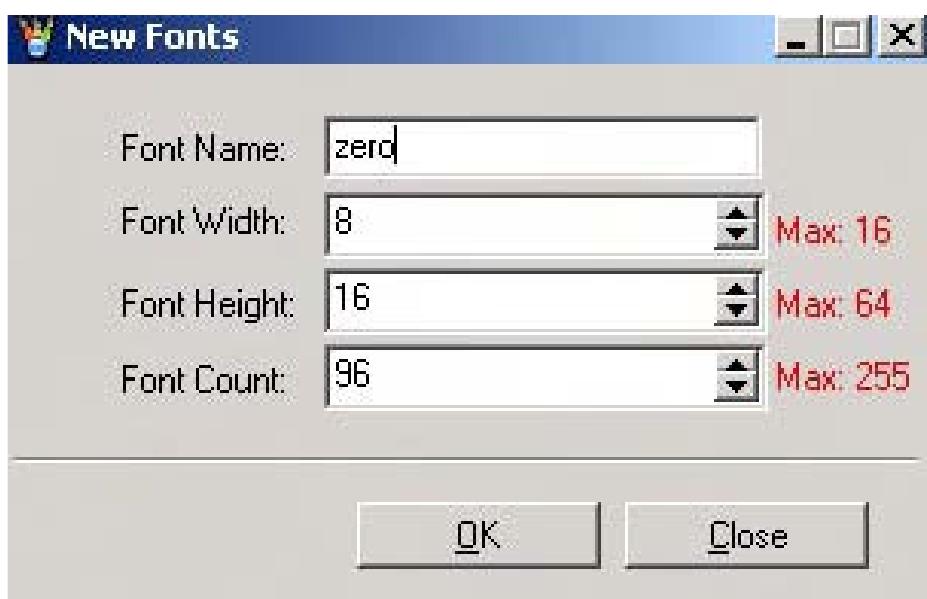 New Fonts
Font Name: zero
Font Width: 8 Max: 16
Font Height: 16 Max: 64
Font Count: 96 Max: 255
OK Close